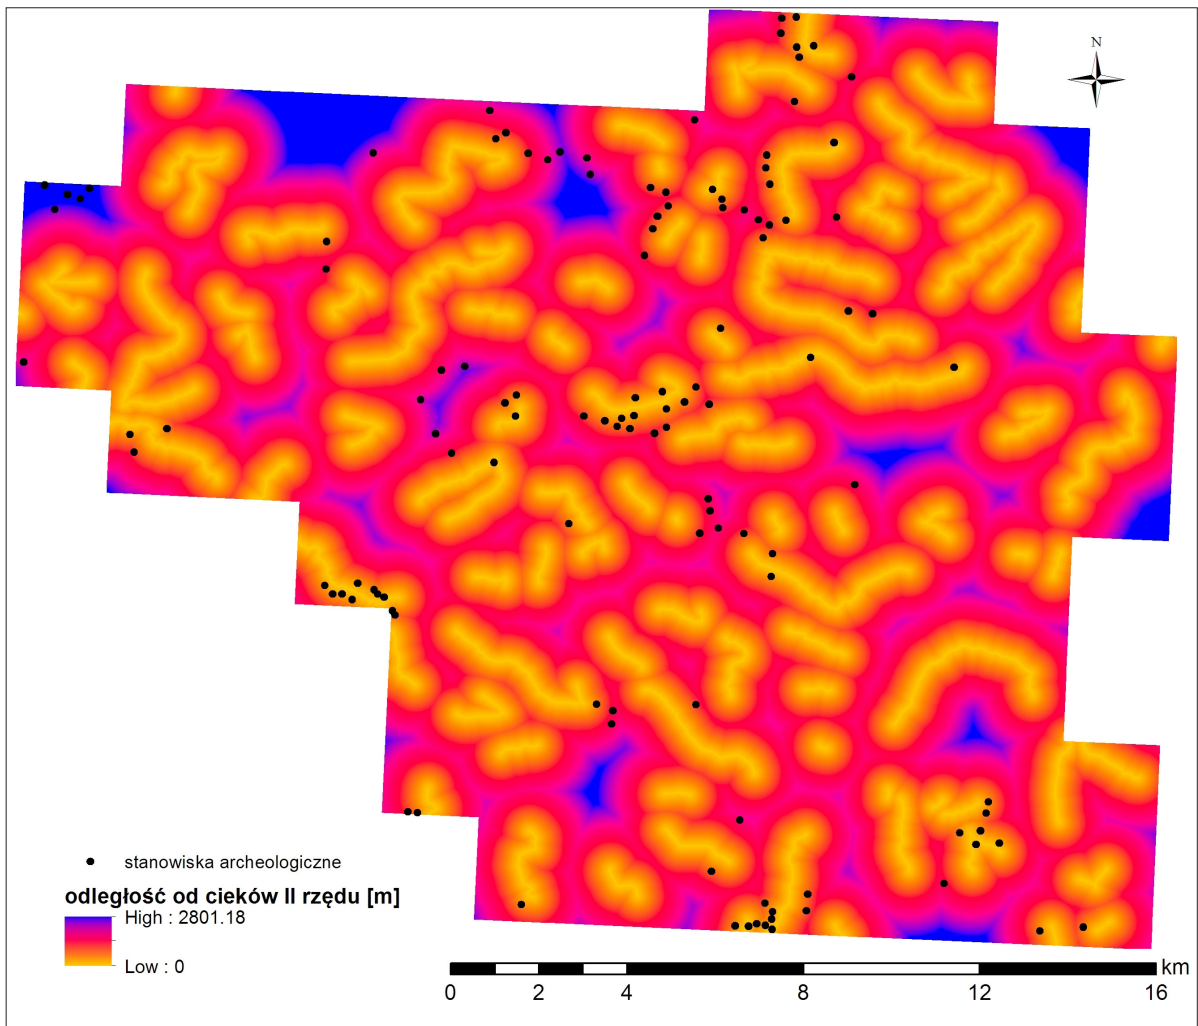 N
stanowiska archeologiczne
odległość od cieków II rzędu [m]
High : 2801.18
Low : 0
km
0 2 4 8 12 16